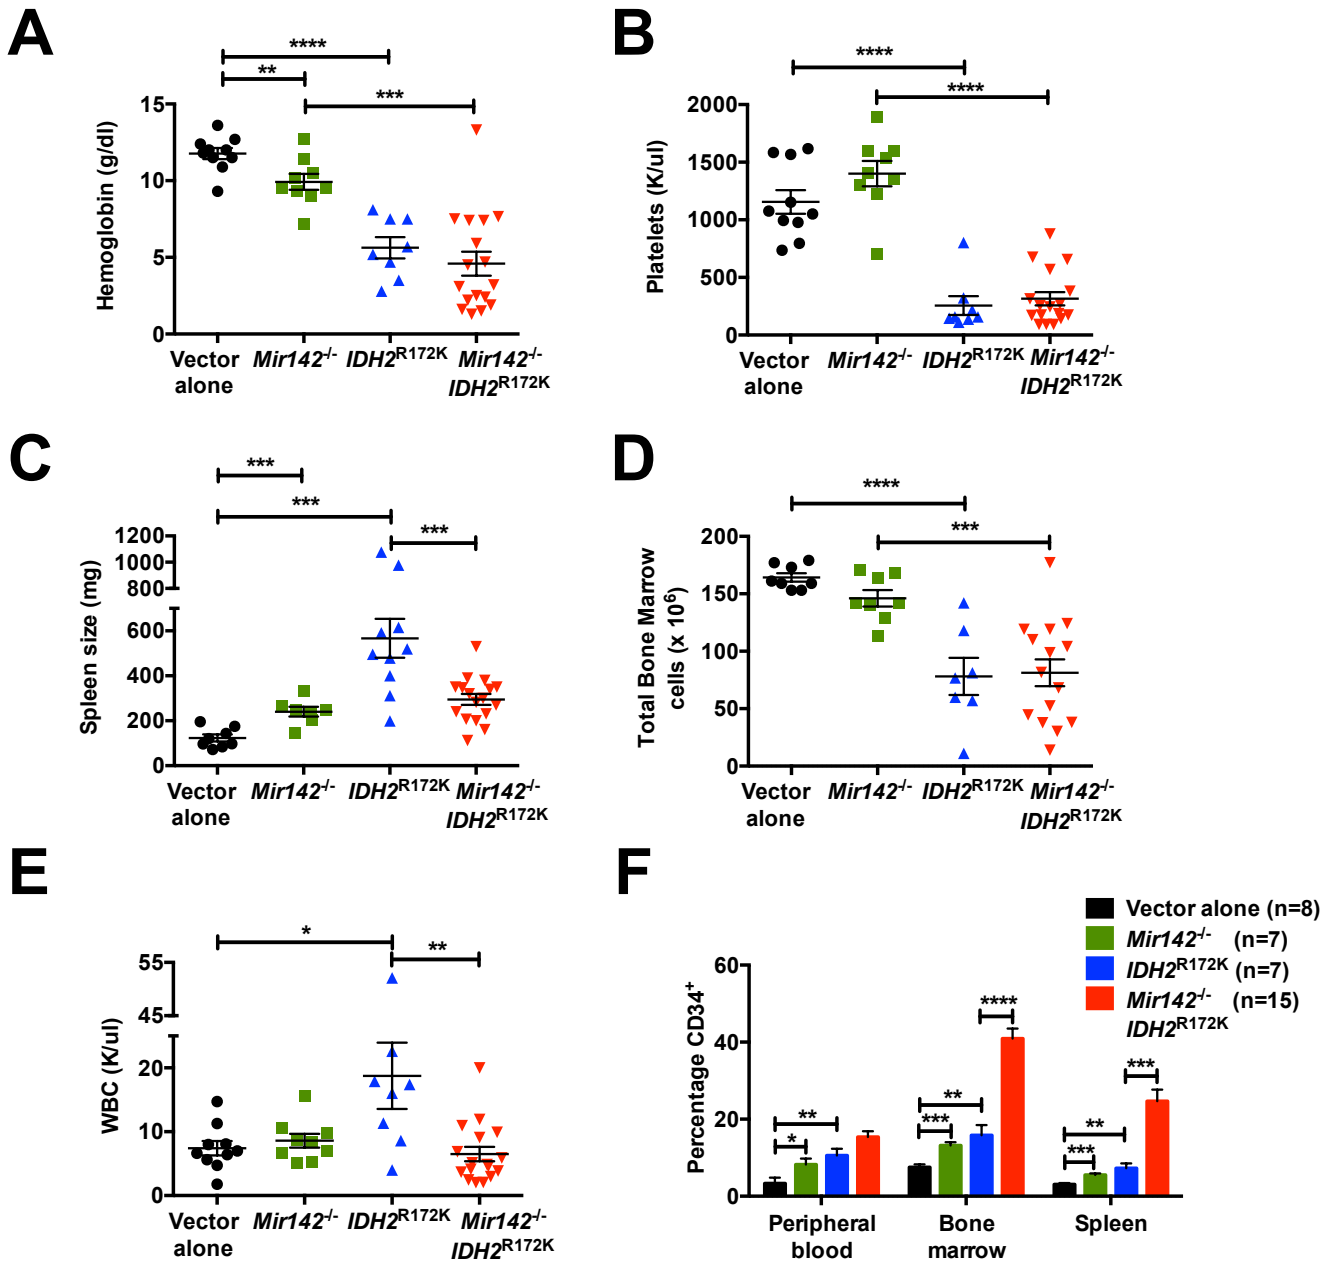 A
****
**
***
Hemoglobin (g/dl)
15
10
5
0
Vector alone
Mir142-/-
IDH2R172K
Mir142-/-
IDH2R172K
B
****
****
Platelets (K/ul)
2000
1500
1000
500
0
Vector alone
Mir142-/-
IDH2R172K
Mir142-/-
IDH2R172K
C
***
***
***
Spleen size (mg)
1200
1000
800
600
400
200
0
Vector alone
Mir142-/-
IDH2R172K
Mir142-/-
IDH2R172K
D
****
***
Total Bone Marrow
cells (x 10⁶)
200
150
100
50
0
Vector alone
Mir142-/-
IDH2R172K
Mir142-/-
IDH2R172K
E
*
**
WBC (K/ul)
55
45
20
10
0
Vector alone
Mir142-/-
IDH2R172K
Mir142-/-
IDH2R172K
F
Vector alone (n=8)
Mir142-/- (n=7)
IDH2R172K (n=7)
Mir142-/- (n=15)
IDH2R172K
Percentage CD34+
60
40
20
0
**
*
****
**
***
***
**
***
Peripheral blood
Bone marrow
Spleen